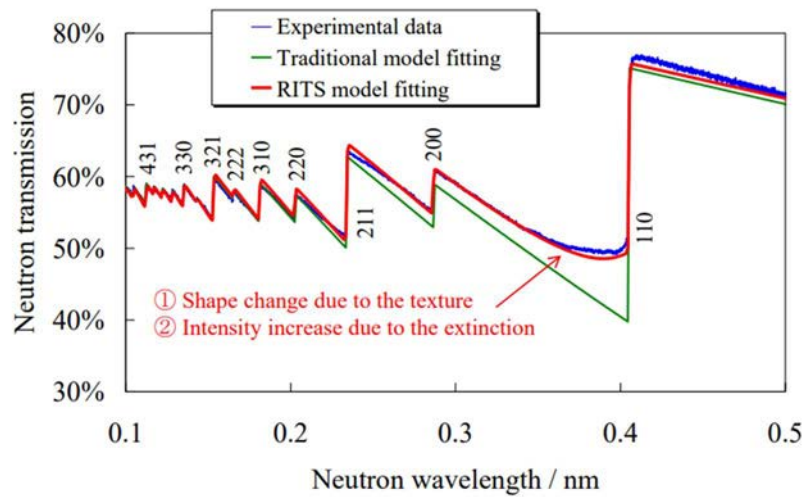 Experimental data
Traditional model fitting
RITS model fitting
80%
70%
60%
50%
40%
30%
Neutron transmission
431
330
321
222
310
220
211
200
110
① Shape change due to the texture
② Intensity increase due to the extinction
0.1 0.2 0.3 0.4 0.5
Neutron wavelength / nm